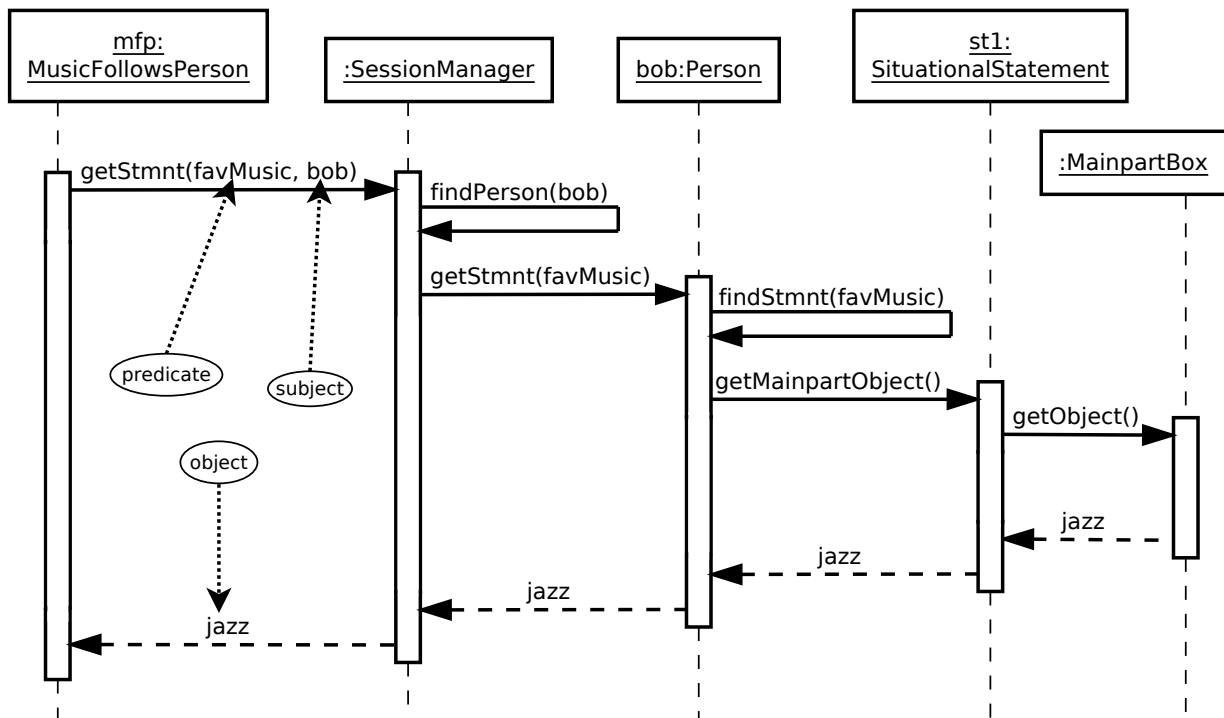 mfp:
MusicFollowsPerson
:SessionManager
bob:Person
st1:
SituationalStatement
:MainpartBox
getStmnt(favMusic, bob)
findPerson(bob)
getStmnt(favMusic)
findStmnt(favMusic)
predicate
subject
getMainpartObject()
getObject()
object
jazz
jazz
jazz
jazz